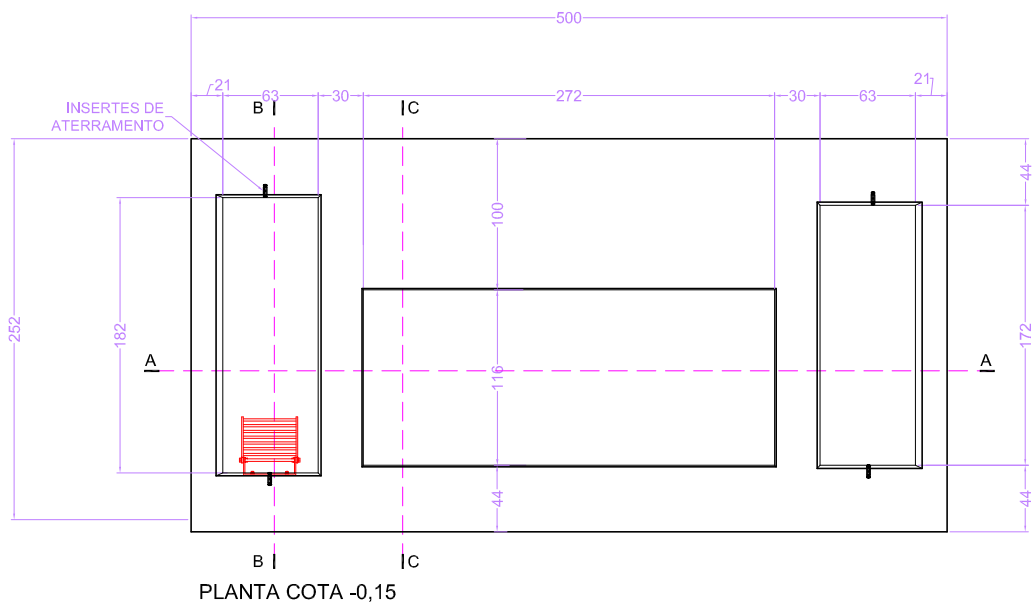 500
21
63
30
272
30
63
21
B
C
INSERTES DE
ATERRAMENTO
44
100
252
182
172
A
A
116
44
44
B
C
PLANTA COTA -0,15